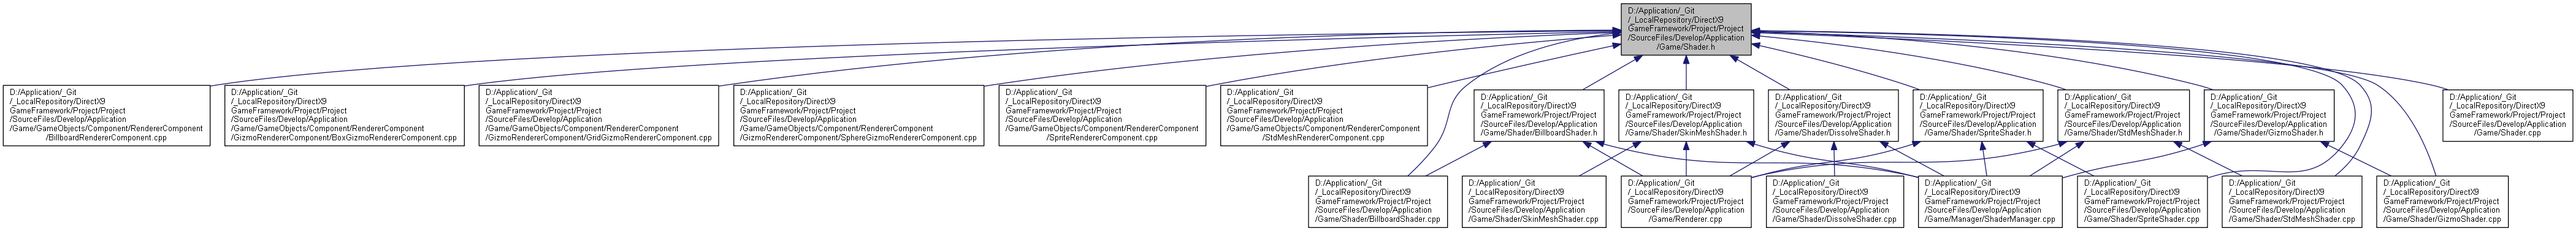 D:/Application/_Git
/_LocalRepository/DirectX9
GameFramework/Project/Project
/SourceFiles/Develop/Application
/Game/Shader.h
D:/Application/_Git
/_LocalRepository/DirectX9
GameFramework/Project/Project
/SourceFiles/Develop/Application
/Game/GameObjects/Component/RendererComponent
/BillboardRendererComponent.cpp
D:/Application/_Git
/_LocalRepository/DirectX9
GameFramework/Project/Project
/SourceFiles/Develop/Application
/Game/GameObjects/Component/RendererComponent
/GizmoRendererComponent/BoxGizmoRendererComponent.cpp
D:/Application/_Git
/_LocalRepository/DirectX9
GameFramework/Project/Project
/SourceFiles/Develop/Application
/Game/GameObjects/Component/RendererComponent
/GizmoRendererComponent/GridGizmoRendererComponent.cpp
D:/Application/_Git
/_LocalRepository/DirectX9
GameFramework/Project/Project
/SourceFiles/Develop/Application
/Game/GameObjects/Component/RendererComponent
/GizmoRendererComponent/SphereGizmoRendererComponent.cpp
D:/Application/_Git
/_LocalRepository/DirectX9
GameFramework/Project/Project
/SourceFiles/Develop/Application
/Game/GameObjects/Component/RendererComponent
/SpriteRendererComponent.cpp
D:/Application/_Git
/_LocalRepository/DirectX9
GameFramework/Project/Project
/SourceFiles/Develop/Application
/Game/GameObjects/Component/RendererComponent
/StdMeshRendererComponent.cpp
D:/Application/_Git
/_LocalRepository/DirectX9
GameFramework/Project/Project
/SourceFiles/Develop/Application
/Game/Shader/BillboardShader.h
D:/Application/_Git
/_LocalRepository/DirectX9
GameFramework/Project/Project
/SourceFiles/Develop/Application
/Game/Shader/SkinMeshShader.h
D:/Application/_Git
/_LocalRepository/DirectX9
GameFramework/Project/Project
/SourceFiles/Develop/Application
/Game/Shader/DissolveShader.h
D:/Application/_Git
/_LocalRepository/DirectX9
GameFramework/Project/Project
/SourceFiles/Develop/Application
/Game/Shader/SpriteShader.h
D:/Application/_Git
/_LocalRepository/DirectX9
GameFramework/Project/Project
/SourceFiles/Develop/Application
/Game/Shader/StdMeshShader.h
D:/Application/_Git
/_LocalRepository/DirectX9
GameFramework/Project/Project
/SourceFiles/Develop/Application
/Game/Shader/GizmoShader.h
D:/Application/_Git
/_LocalRepository/DirectX9
GameFramework/Project/Project
/SourceFiles/Develop/Application
/Game/Shader.cpp
D:/Application/_Git
/_LocalRepository/DirectX9
GameFramework/Project/Project
/SourceFiles/Develop/Application
/Game/Shader/BillboardShader.cpp
D:/Application/_Git
/_LocalRepository/DirectX9
GameFramework/Project/Project
/SourceFiles/Develop/Application
/Game/Shader/SkinMeshShader.cpp
D:/Application/_Git
/_LocalRepository/DirectX9
GameFramework/Project/Project
/SourceFiles/Develop/Application
/Game/Renderer.cpp
D:/Application/_Git
/_LocalRepository/DirectX9
GameFramework/Project/Project
/SourceFiles/Develop/Application
/Game/Shader/DissolveShader.cpp
D:/Application/_Git
/_LocalRepository/DirectX9
GameFramework/Project/Project
/SourceFiles/Develop/Application
/Game/Manager/ShaderManager.cpp
D:/Application/_Git
/_LocalRepository/DirectX9
GameFramework/Project/Project
/SourceFiles/Develop/Application
/Game/Shader/SpriteShader.cpp
D:/Application/_Git
/_LocalRepository/DirectX9
GameFramework/Project/Project
/SourceFiles/Develop/Application
/Game/Shader/StdMeshShader.cpp
D:/Application/_Git
/_LocalRepository/DirectX9
GameFramework/Project/Project
/SourceFiles/Develop/Application
/Game/Shader/GizmoShader.cpp